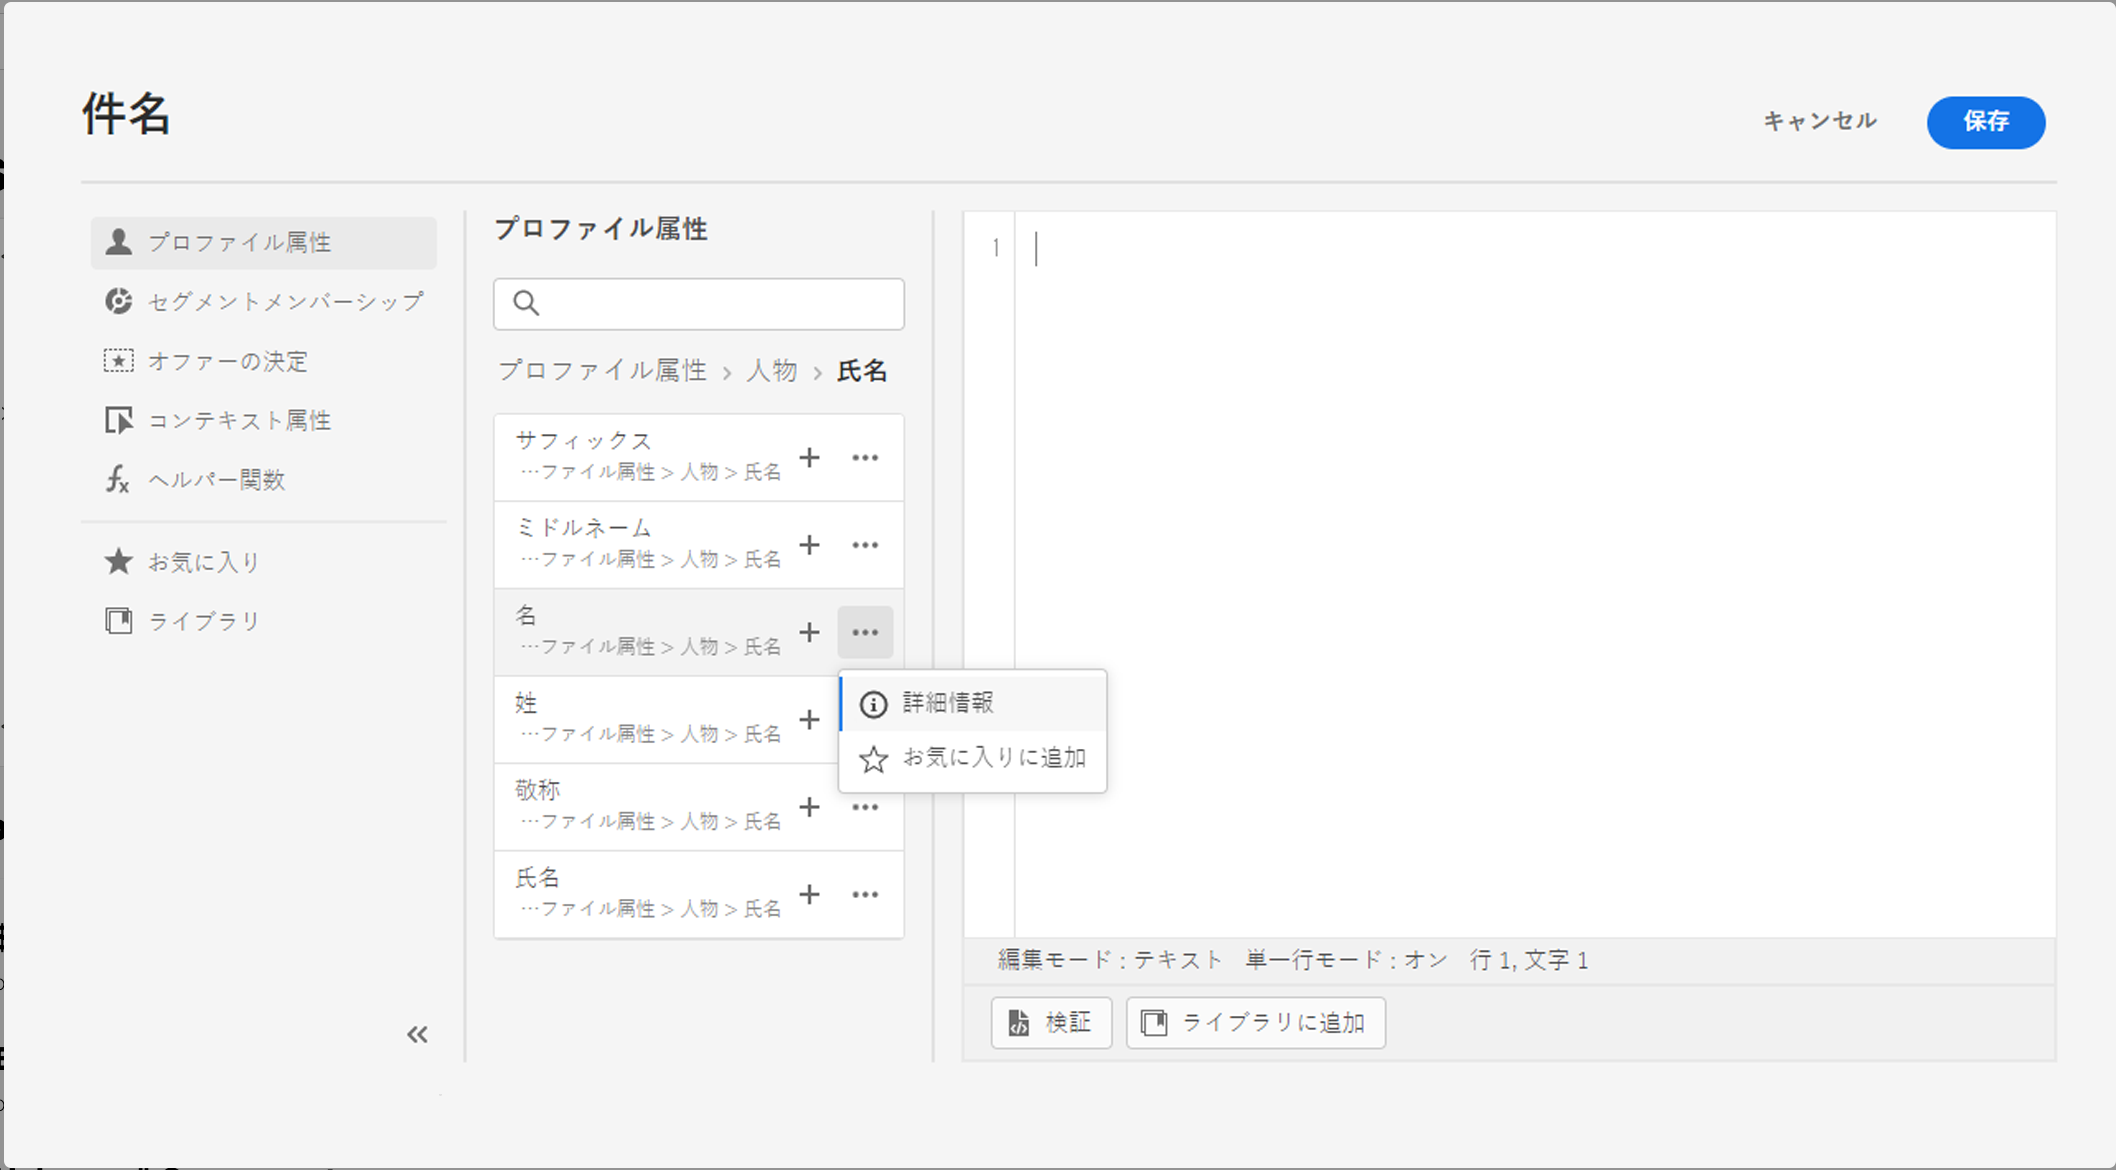 件名
キャンセル
保存
プロファイル属性
セグメントメンバーシップ
オファーの決定
コンテキスト属性
ヘルパー関数
お気に入り
ライブラリ
プロファイル属性
プロファイル属性 › 人物 › 氏名
サフィックス
…ファイル属性 > 人物 > 氏名
ミドルネーム
…ファイル属性 > 人物 > 氏名
名
…ファイル属性 > 人物 > 氏名
姓
…ファイル属性 > 人物 > 氏名
敬称
…ファイル属性 > 人物 > 氏名
氏名
…ファイル属性 > 人物 > 氏名
詳細情報
お気に入りに追加
1
編集モード : テキスト 単一行モード : オン 行 1, 文字 1
検証
ライブラリに追加